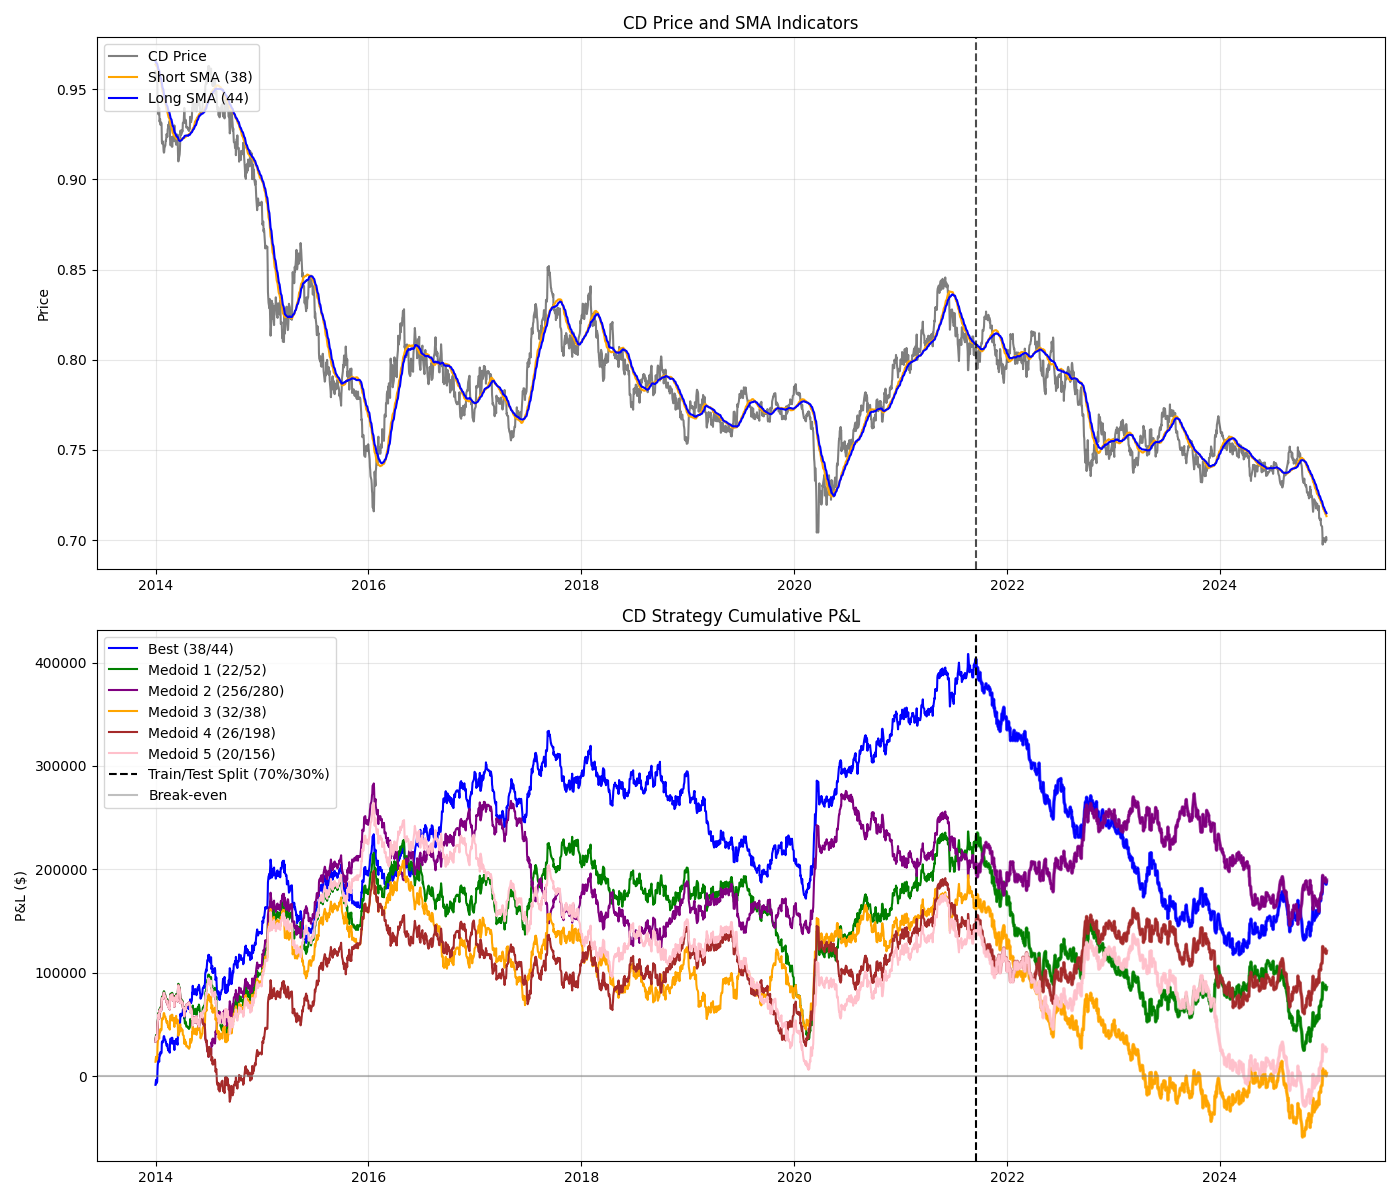 CD Price and SMA Indicators
CD Price
Short SMA (38)
Long SMA (44)
Price
0.95
0.90
0.85
0.80
0.75
0.70
2014
2016
2018
2020
2022
2024
CD Strategy Cumulative P&L
Best (38/44)
Medoid 1 (22/52)
Medoid 2 (256/280)
Medoid 3 (32/38)
Medoid 4 (26/198)
Medoid 5 (20/156)
Train/Test Split (70%/30%)
Break-even
P&L ($)
400000
300000
200000
100000
0
2014
2016
2018
2020
2022
2024